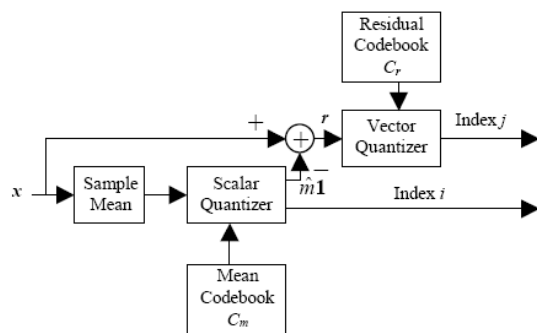 Residual
Codebook
C_r
+
r
+
Vector
Quantizer
Index j
−
x
Sample
Mean
Scalar
Quantizer
m̂1
Index i
Mean
Codebook
C_m